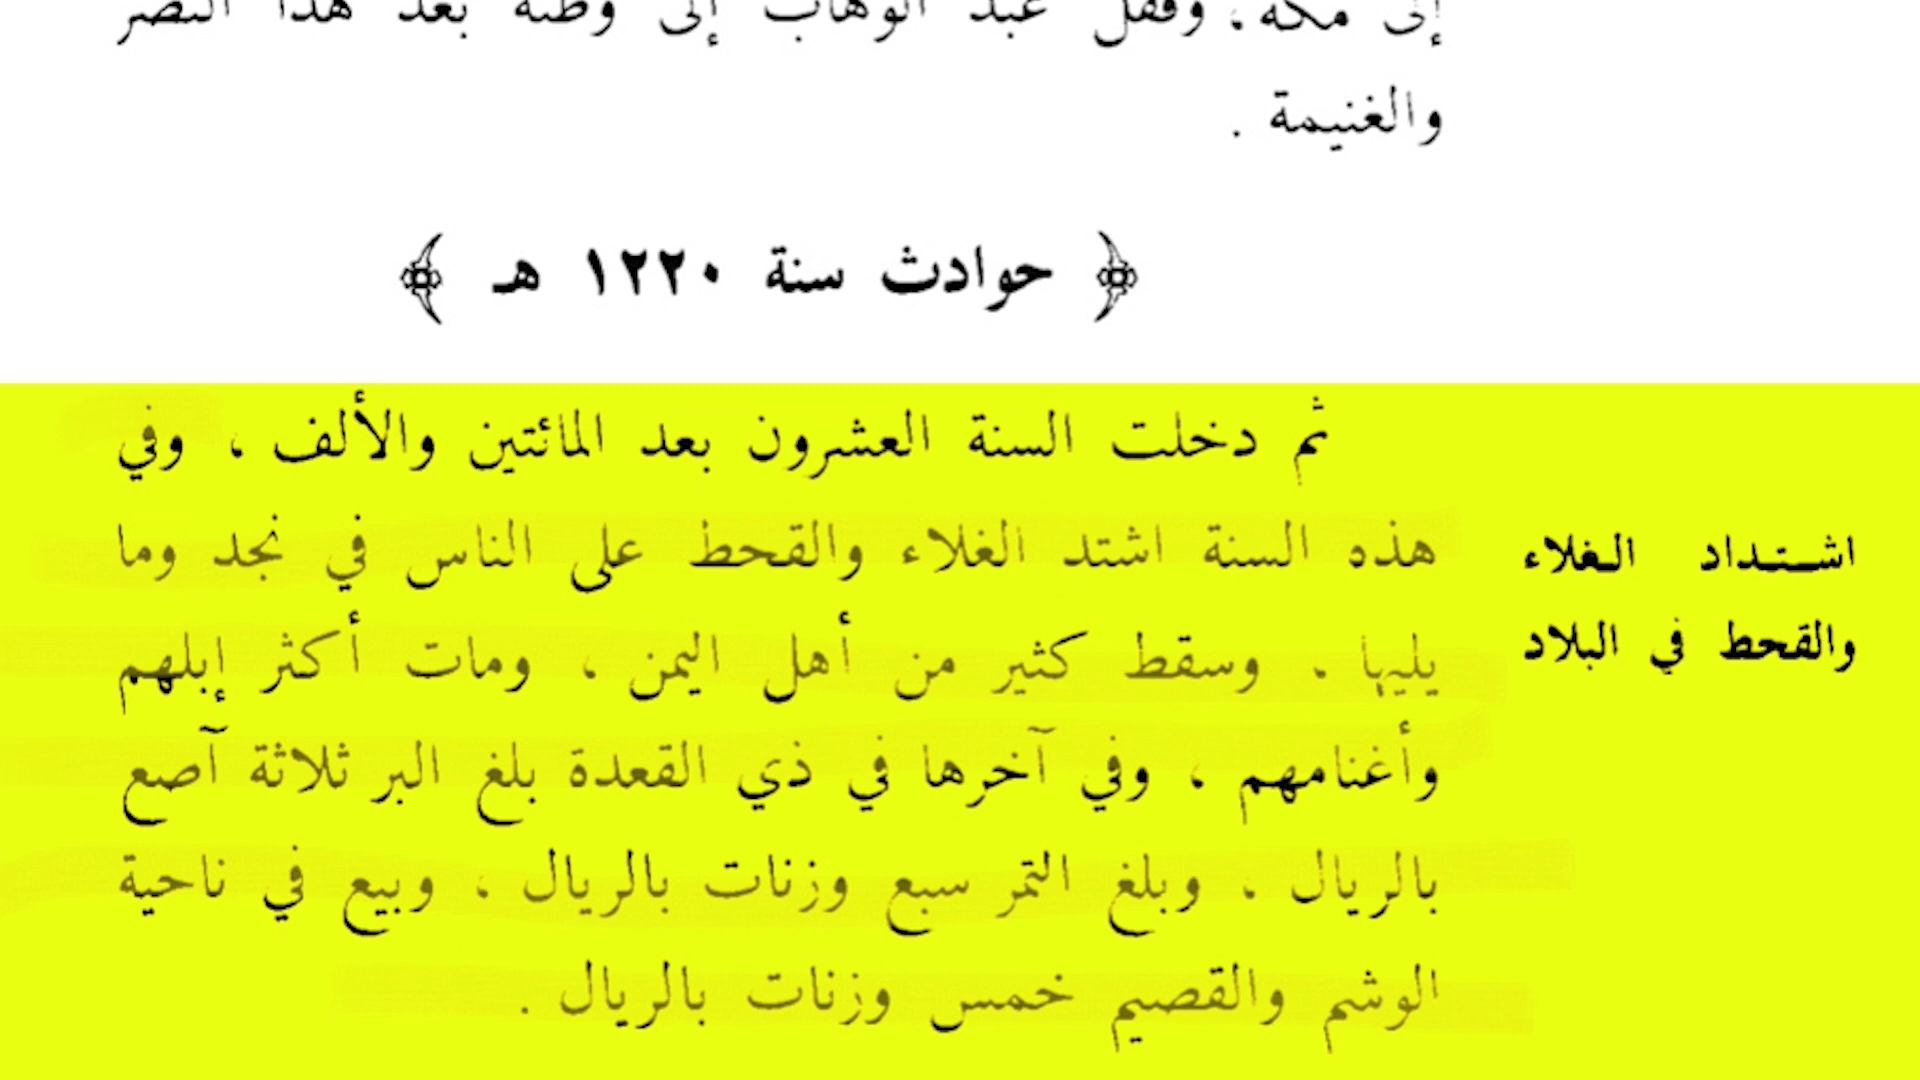 إلى مكة ، وقفل عبد الوهاب إلى وطنه بعد هذا النصر
والغنيمة .
﴿ حوادث سنة ١٢٢٠ هـ ﴾
ثم دخلت السنة العشرون بعد المائتين والألف ، وفي
هذه السنة اشتد الغلاء والقحط على الناس في نجد وما
يليها . وسقط كثير من أهل اليمن ، ومات أكثر إبلهم
وأغنامهم ، وفي آخرها في ذي القعدة بلغ البر ثلاثة آصع
بالريال ، وبلغ التمر سبع وزنات بالريال ، وبيع في ناحية
الوشم والقصيم خمس وزنات بالريال .
اشتداد الغلاء
والقحط في البلاد